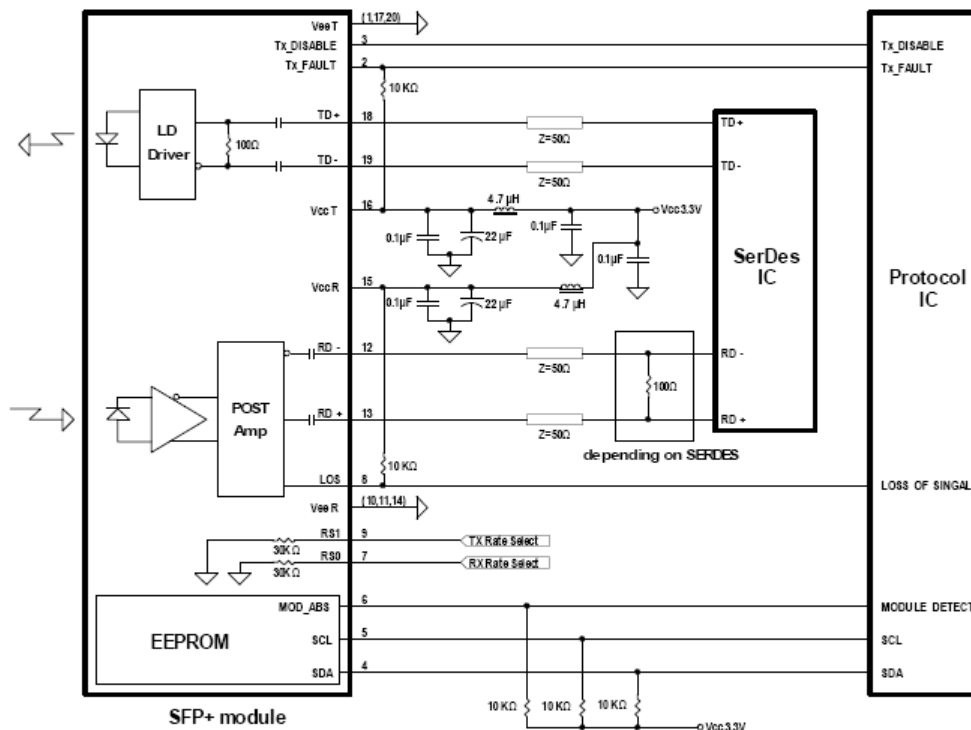 VeeT (1,17,20)
Tx_DISABLE 3 Tx_DISABLE
Tx_FAULT 2 Tx_FAULT
10 KΩ
LD
Driver
100Ω
TD+ 18 Z=50Ω TD+
TD- 19 Z=50Ω TD-
VccT 16 4.7 µH Vcc3.3V
0.1µF 22 µF 0.1µF
0.1µF
SerDes
IC
Protocol
IC
VccR 15
0.1µF 22 µF 4.7 µH
POST
Amp
RD - 12 Z=50Ω RD -
100Ω
RD + 13 Z=50Ω RD +
depending on SERDES
10 KΩ
LOS 8 LOSS OF SINGAL
VeeR (10,11,14)
RS1 9 TX Rate Select
30KΩ
RS0 7 RX Rate Select
30KΩ
EEPROM
MOD_ABS 6 MODULE DETECT
SCL 5 SCL
SDA 4 SDA
10 KΩ 10 KΩ 10 KΩ
Vcc3.3V
SFP+ module